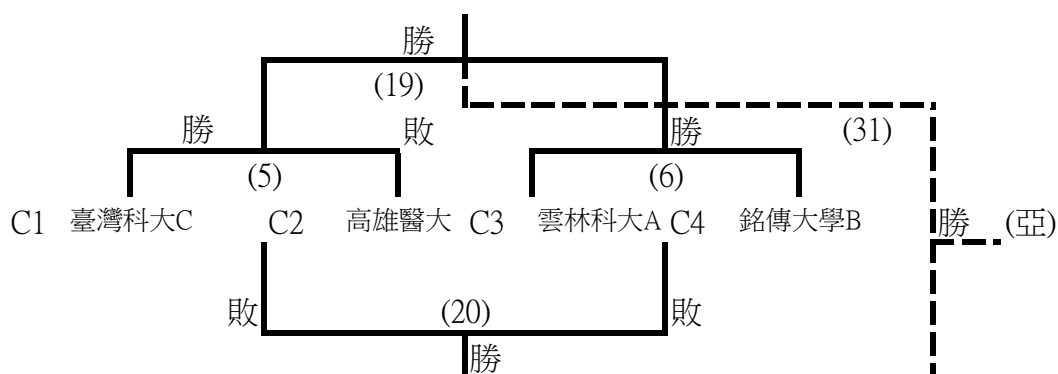 勝
(19)
勝 敗 勝 (31)
(5) (6)
C1 臺灣科大C C2 高雄醫大 C3 雲林科大A C4 銘傳大學B 勝 (亞)
敗 (20) 敗
勝